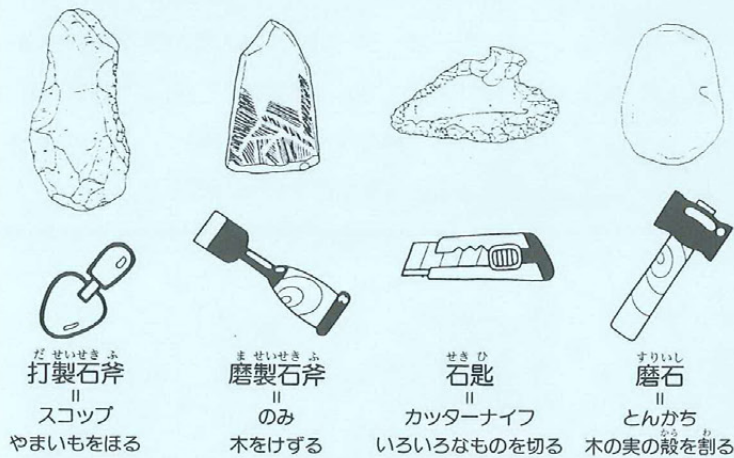 だせいせきふ
打製石斧
=
スコップ
やまいもをほる
ませいせきふ
磨製石斧
=
のみ
木をけずる
せきひ
石匙
=
カッターナイフ
いろいろなものを切る
すりいし
磨石
=
とんかち
からわ
木の実の殻を割る